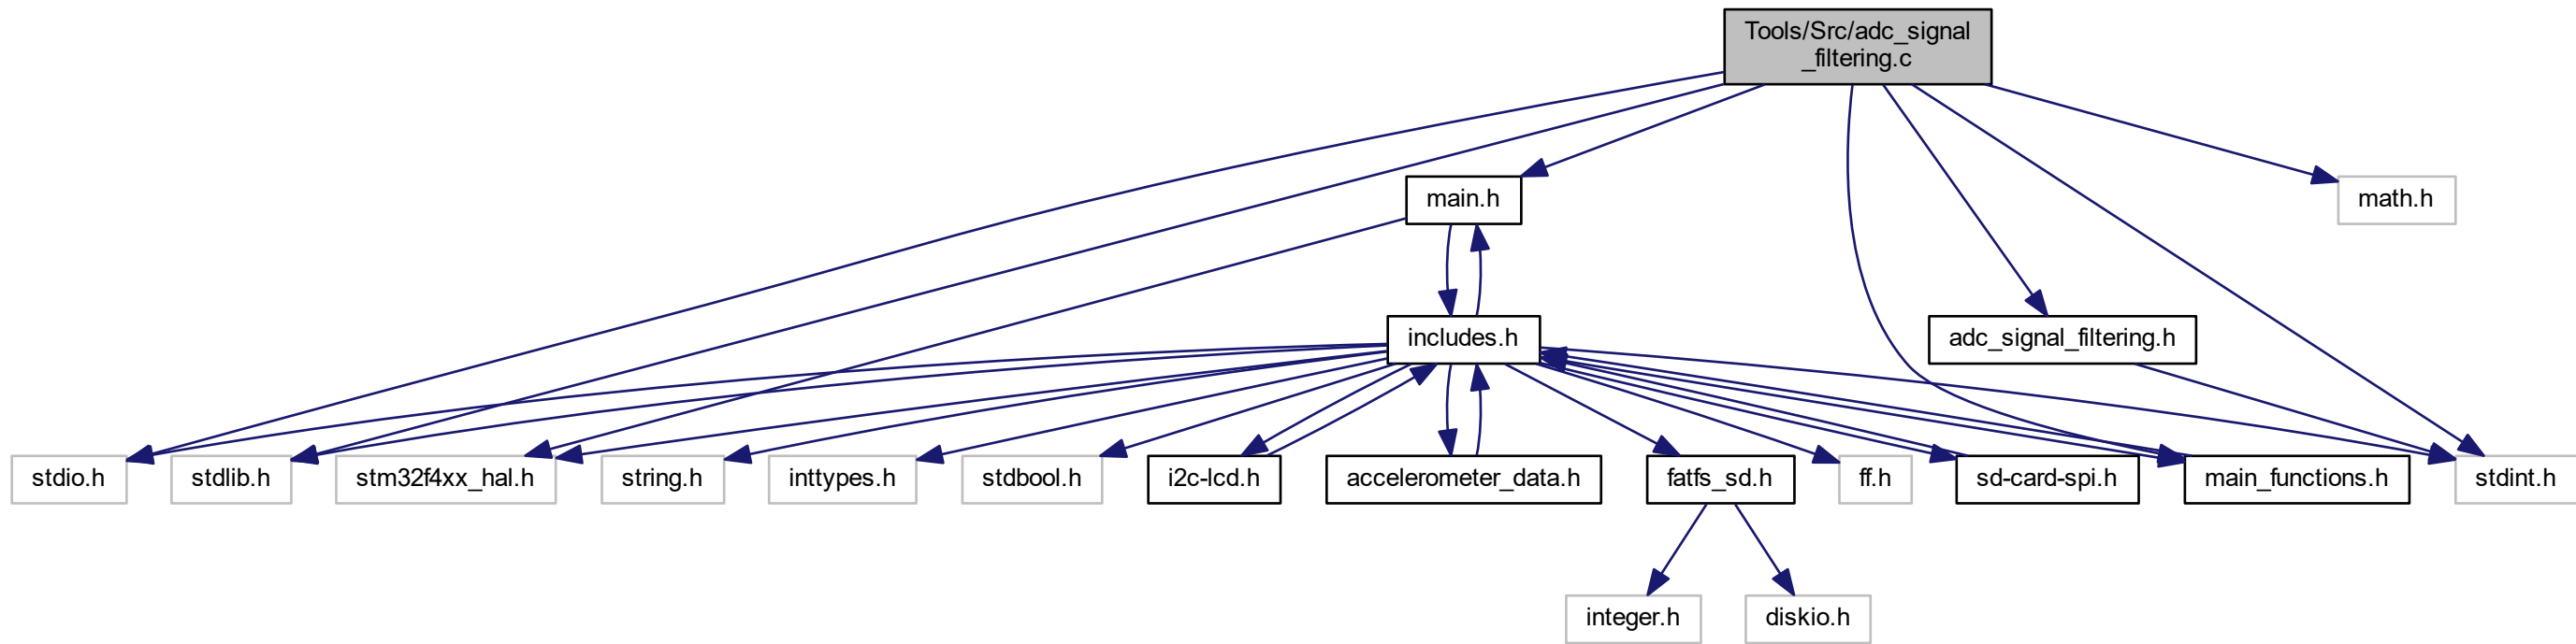 Tools/Src/adc_signal
_filtering.c
main.h
math.h
includes.h
adc_signal_filtering.h
stdio.h
stdlib.h
stm32f4xx_hal.h
string.h
inttypes.h
stdbool.h
i2c-lcd.h
accelerometer_data.h
fatfs_sd.h
ff.h
sd-card-spi.h
main_functions.h
stdint.h
integer.h
diskio.h